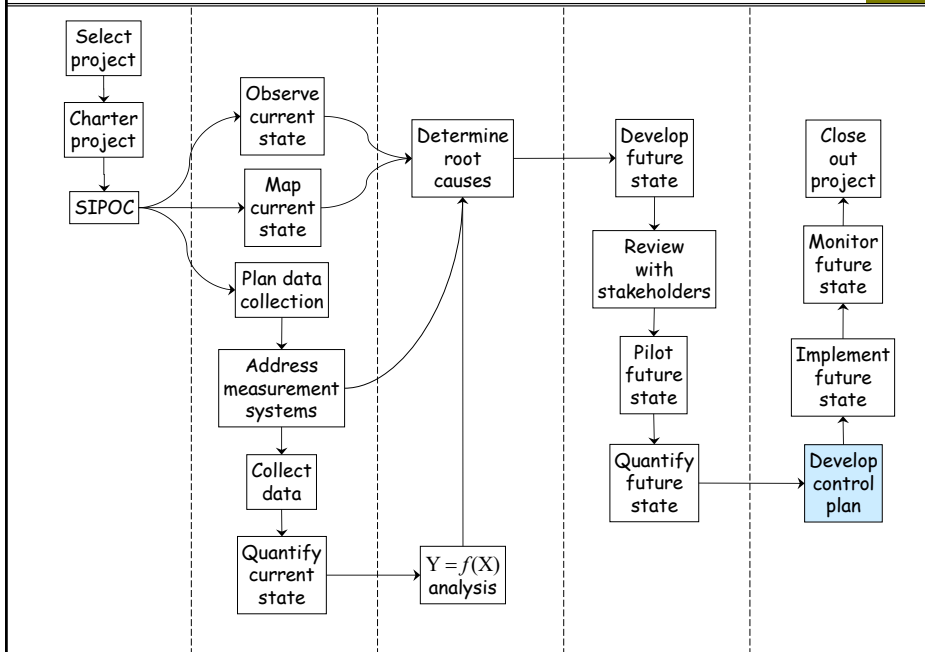 Select
project
Charter
project
SIPOC
Observe
current
state
Map
current
state
Plan data
collection
Address
measurement
systems
Collect
data
Quantify
current
state
Determine
root
causes
Y = f(X)
analysis
Develop
future
state
Review
with
stakeholders
Pilot
future
state
Quantify
future
state
Close
out
project
Monitor
future
state
Implement
future
state
Develop
control
plan